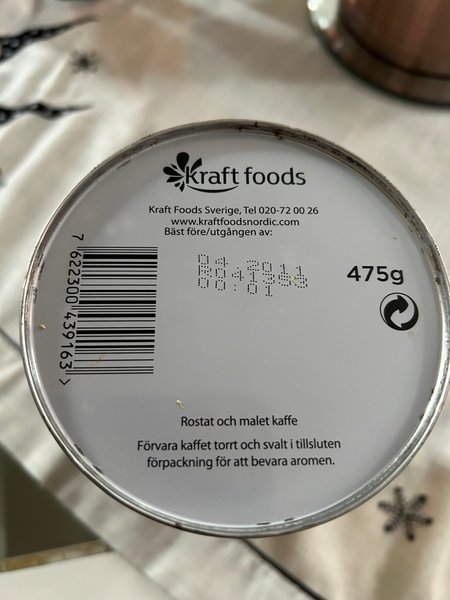 Kraft foods
Kraft Foods Sverige, Tel 020-72 00 26
www.kraftfoodsnordic.com
Bäst före/utgången av:
04 2011
00:01
475g
7 622300 439163 >
Rostat och malet kaffe
Förvara kaffet torrt och svalt i tillsluten
förpackning för att bevara aromen.